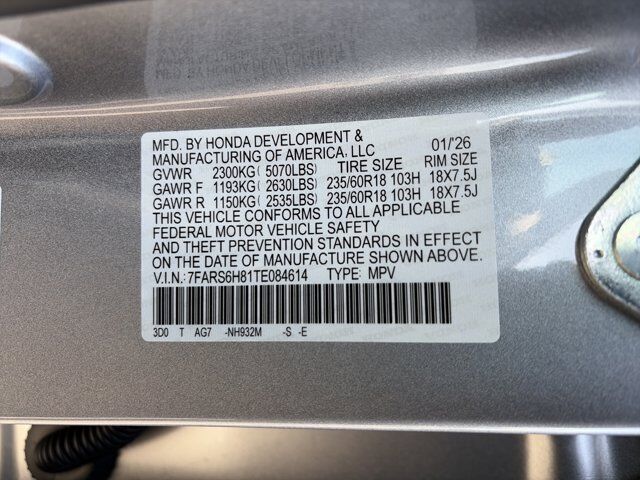 MFD. BY HONDA DEVELOPMENT &
MANUFACTURING OF AMERICA, LLC 01/'26
GVWR 2300KG ( 5070LBS) TIRE SIZE RIM SIZE
GAWR F 1193KG ( 2630LBS) 235/60R18 103H 18X7.5J
GAWR R 1150KG ( 2535LBS) 235/60R18 103H 18X7.5J
THIS VEHICLE CONFORMS TO ALL APPLICABLE
FEDERAL MOTOR VEHICLE SAFETY
AND THEFT PREVENTION STANDARDS IN EFFECT
ON THE DATE OF MANUFACTURE SHOWN ABOVE.
V.I.N.:7FARS6H81TE084614 TYPE: MPV
3D0 T AG7 -NH932M -S -E